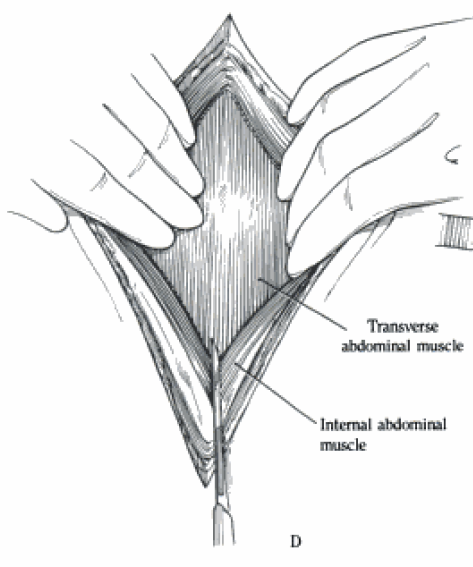 Transverse
abdominal muscle
Internal abdominal
muscle
D